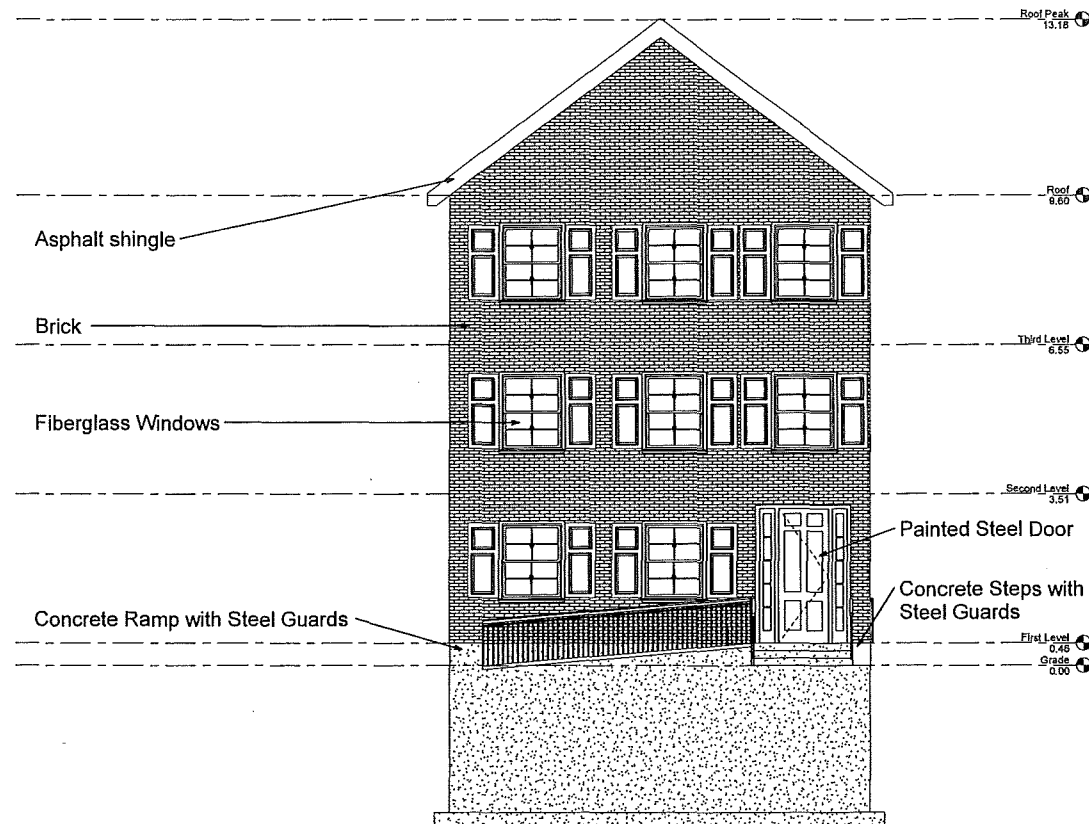 Roof Peak
13.18
Roof
9.60
Asphalt shingle
Brick
Third Level
6.55
Fiberglass Windows
Second Level
3.51
Painted Steel Door
Concrete Steps with
Steel Guards
Concrete Ramp with Steel Guards
First Level
0.46
Grade
0.00